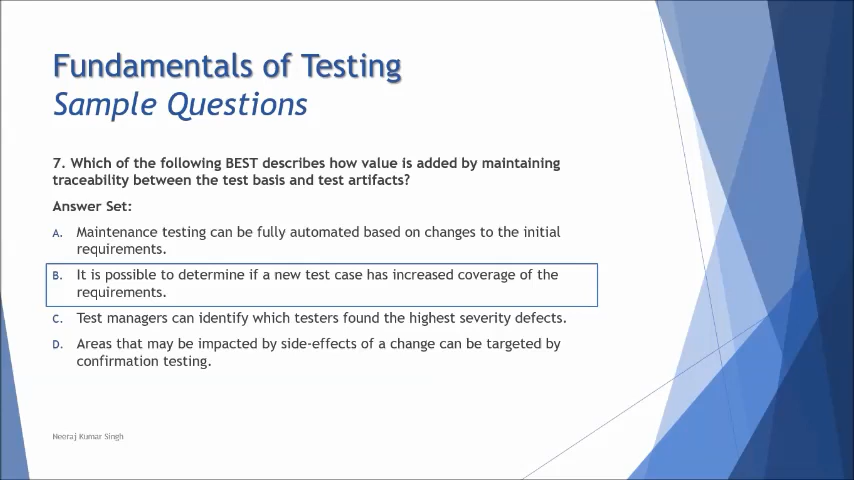 Fundamentals of Testing
Sample Questions
7. Which of the following BEST describes how value is added by maintaining
traceability between the test basis and test artifacts?
Answer Set:
A. Maintenance testing can be fully automated based on changes to the initial
requirements.
B. It is possible to determine if a new test case has increased coverage of the
requirements.
C. Test managers can identify which testers found the highest severity defects.
D. Areas that may be impacted by side-effects of a change can be targeted by
confirmation testing.
Neeraj Kumar Singh